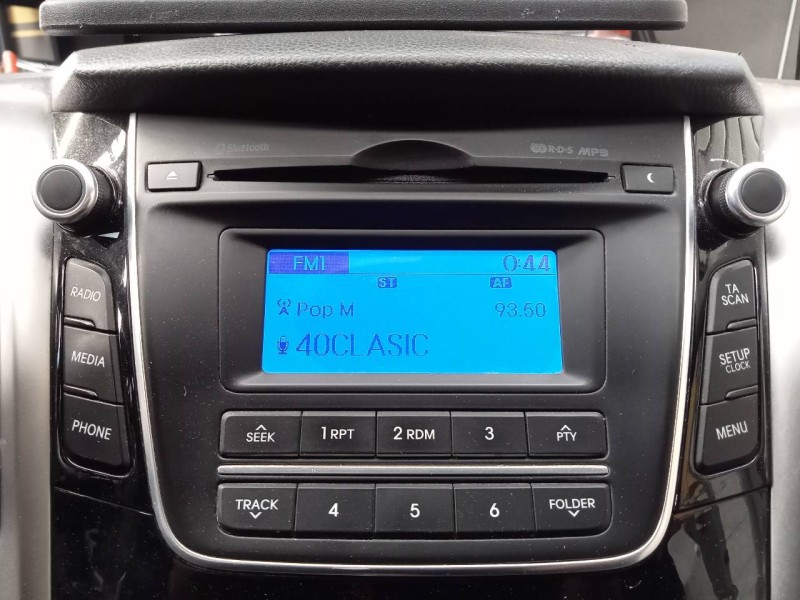 Bluetooth
R·D·S MP3
FM1 0:44
ST AF
Pop M 93.50
40CLASIC
RADIO
MEDIA
PHONE
TA
SCAN
SETUP
CLOCK
MENU
SEEK 1 RPT 2 RDM 3 PTY
TRACK 4 5 6 FOLDER